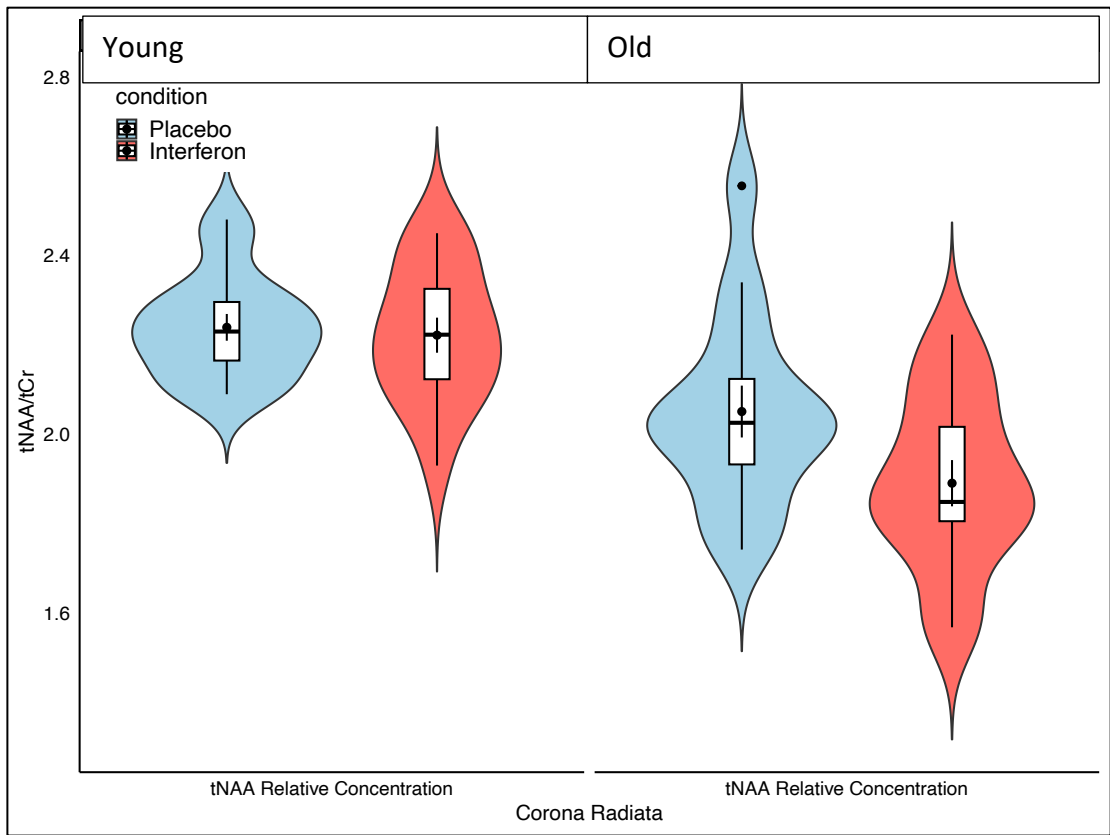 Young
Old
condition
Placebo
Interferon
2.8
2.4
2.0
1.6
tNAA/tCr
tNAA Relative Concentration
tNAA Relative Concentration
Corona Radiata